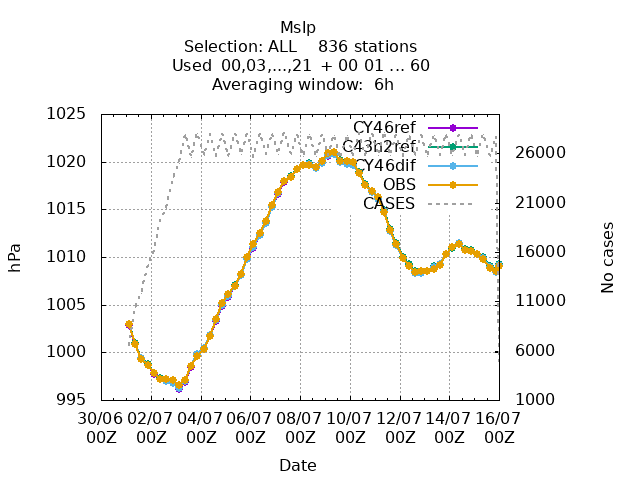 Mslp
Selection: ALL 836 stations
Used 00,03,...,21 + 00 01 ... 60
Averaging window: 6h
1025
1020
1015
1010
1005
1000
995
hPa
CY46ref
C43h2ref
CY46dif
OBS
CASES
26000
21000
16000
11000
6000
1000
No cases
30/06 02/07 04/07 06/07 08/07 10/07 12/07 14/07 16/07
00Z 00Z 00Z 00Z 00Z 00Z 00Z 00Z 00Z
Date